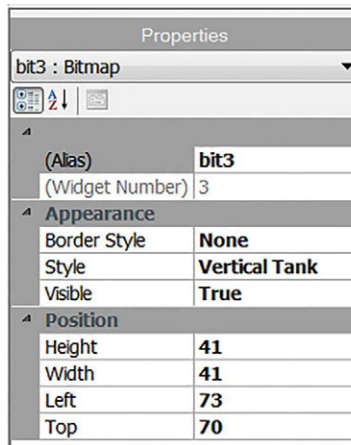 Properties
bit3 : Bitmap
A Z
(Alias) bit3
(Widget Number) 3
Appearance
Border Style None
Style Vertical Tank
Visible True
Position
Height 41
Width 41
Left 73
Top 70